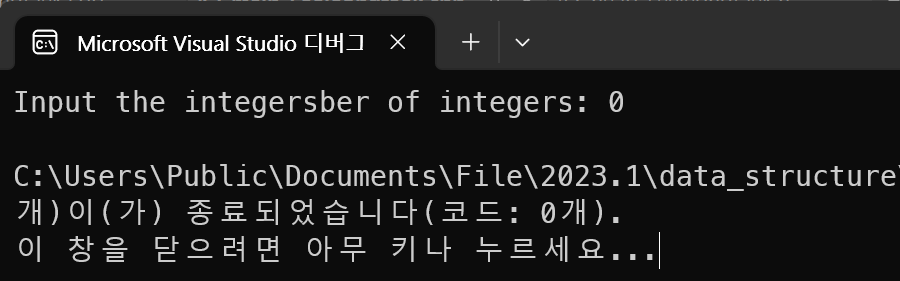 Microsoft Visual Studio 디버그
Input the integersber of integers: 0
C:\Users\Public\Documents\File\2023.1\data_structure\
개)이(가) 종료되었습니다(코드: 0개).
이 창을 닫으려면 아무 키나 누르세요...